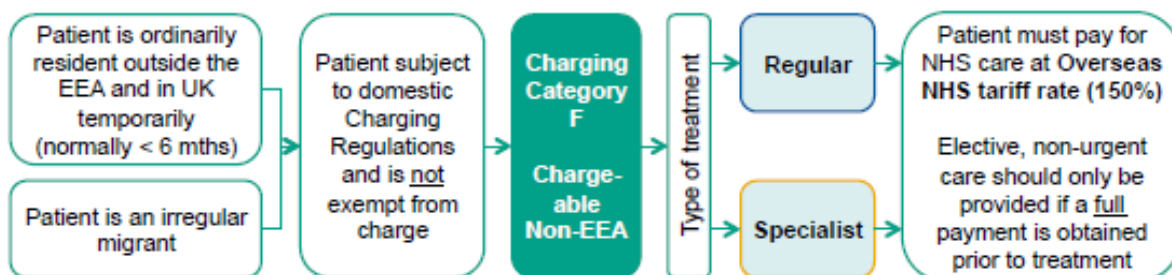 Patient is ordinarily
resident outside the
EEA and in UK
temporarily
(normally < 6 mths)
Patient is an irregular
migrant
Patient subject
to domestic
Charging
Regulations
and is not
exempt from
charge
Charging
Category
F
Charge-
able
Non-EEA
Type of treatment
Regular
Specialist
Patient must pay for
NHS care at Overseas
NHS tariff rate (150%)
Elective, non-urgent
care should only be
provided if a full
payment is obtained
prior to treatment